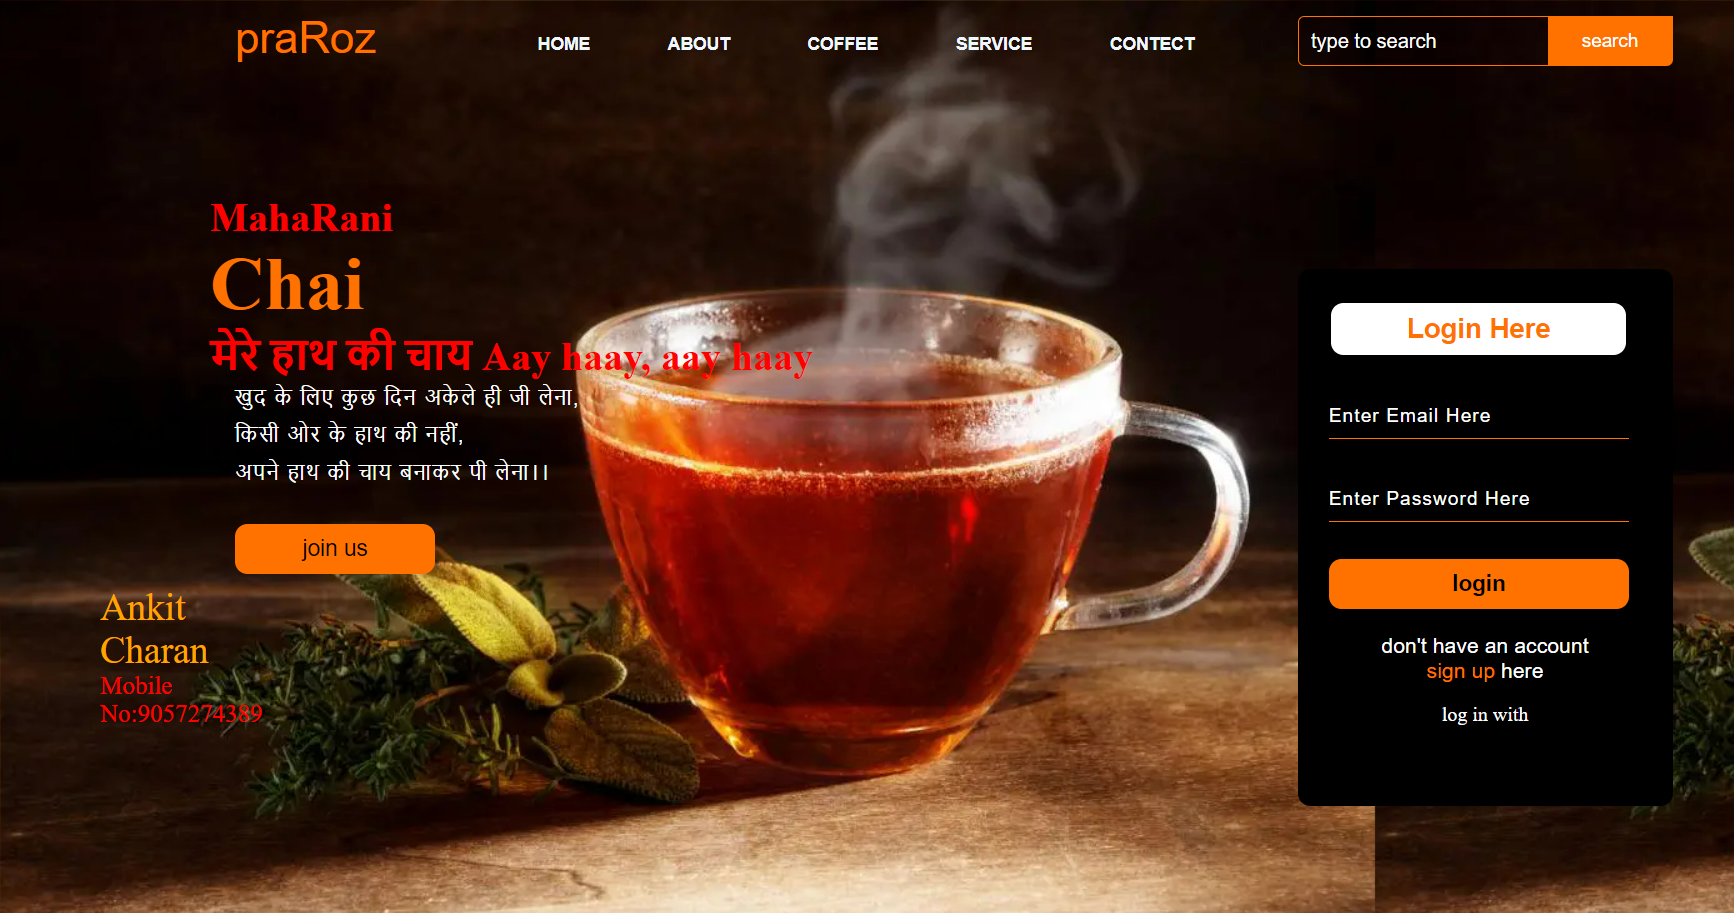 praRoz
HOME
ABOUT
COFFEE
SERVICE
CONTECT
type to search
search
MahaRani
Chai
मेरे हाथ की चाय Aay haay, aay haay
खुद के लिए कुछ दिन अकेले ही जी लेना,
किसी ओर के हाथ की नहीं,
अपने हाथ की चाय बनाकर पी लेना।।
join us
Ankit
Charan
Mobile
No:9057274389
Login Here
Enter Email Here
Enter Password Here
login
don't have an account
sign up here
log in with